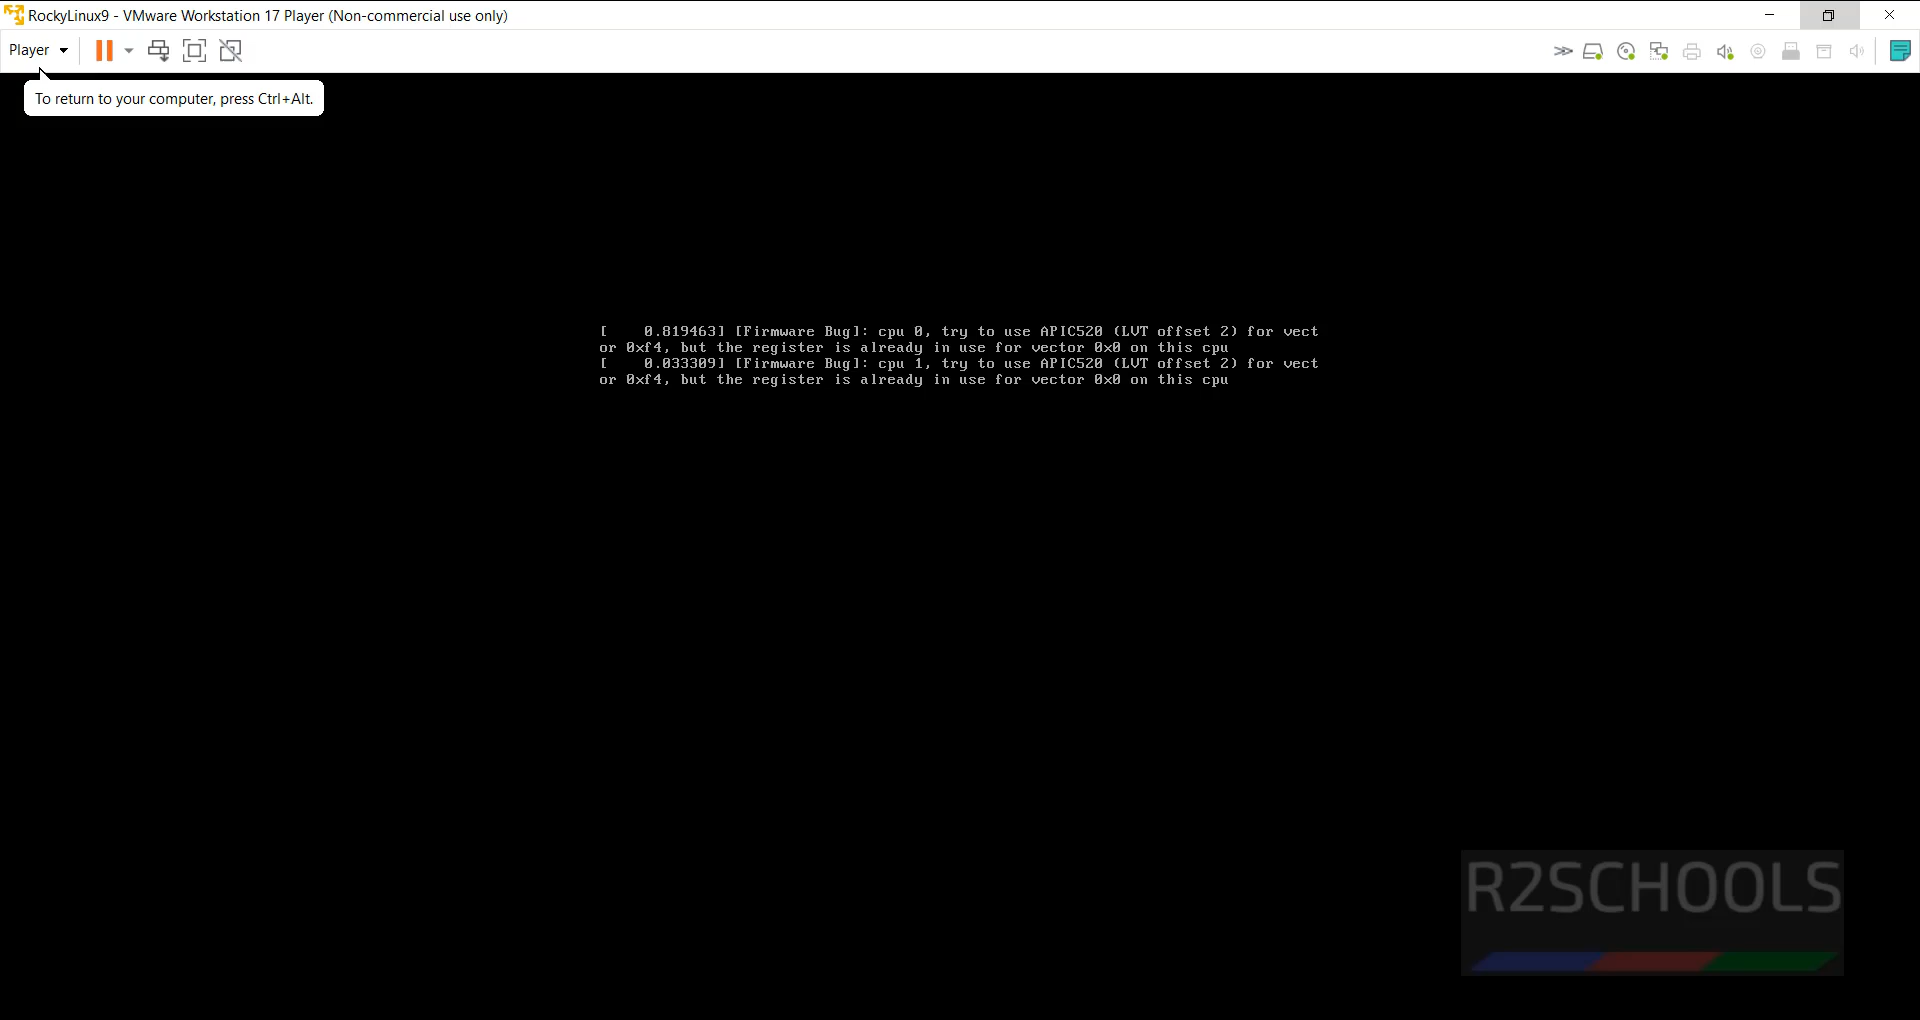 RockyLinux9 - VMware Workstation 17 Player (Non-commercial use only)
Player
To return to your computer, press Ctrl+Alt.
[    0.819463] [Firmware Bug]: cpu 0, try to use APIC520 (LVT offset 2) for vect
or 0xf4, but the register is already in use for vector 0x0 on this cpu
[    0.033309] [Firmware Bug]: cpu 1, try to use APIC520 (LVT offset 2) for vect
or 0xf4, but the register is already in use for vector 0x0 on this cpu
R2SCHOOLS